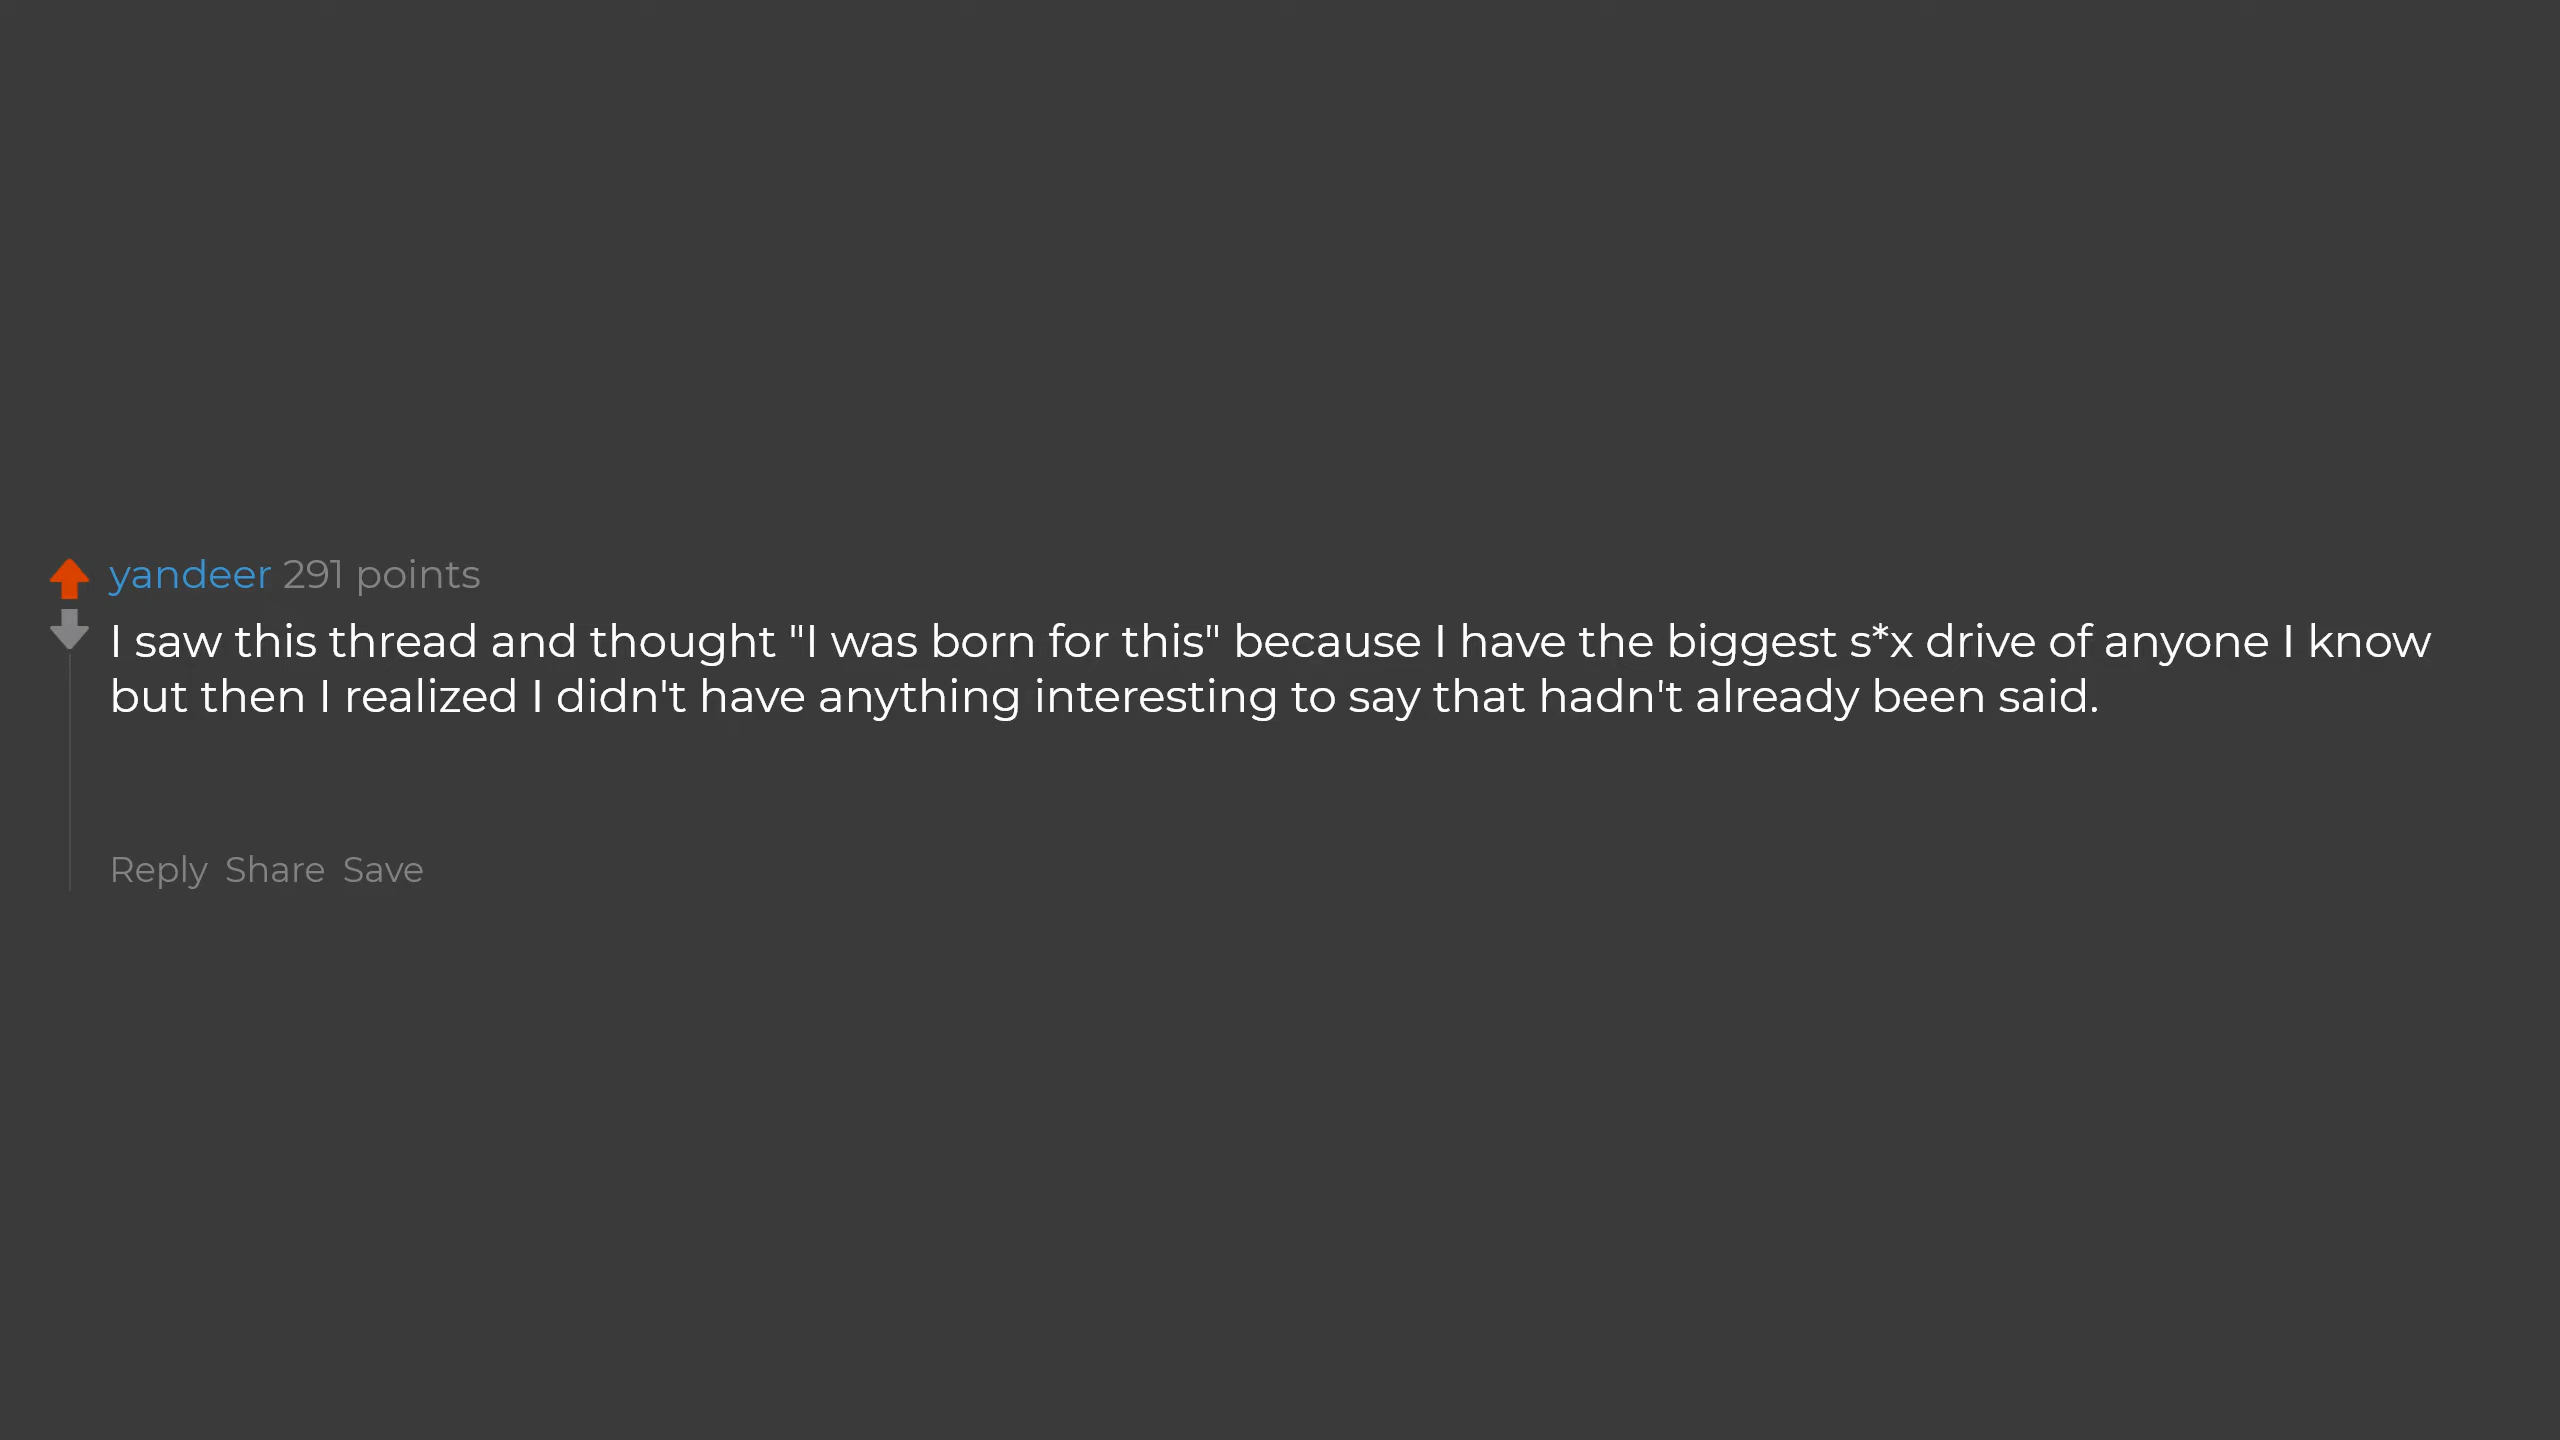 yandeer 291 points
I saw this thread and thought "I was born for this" because I have the biggest s*x drive of anyone I know
but then I realized I didn't have anything interesting to say that hadn't already been said.
Reply Share Save